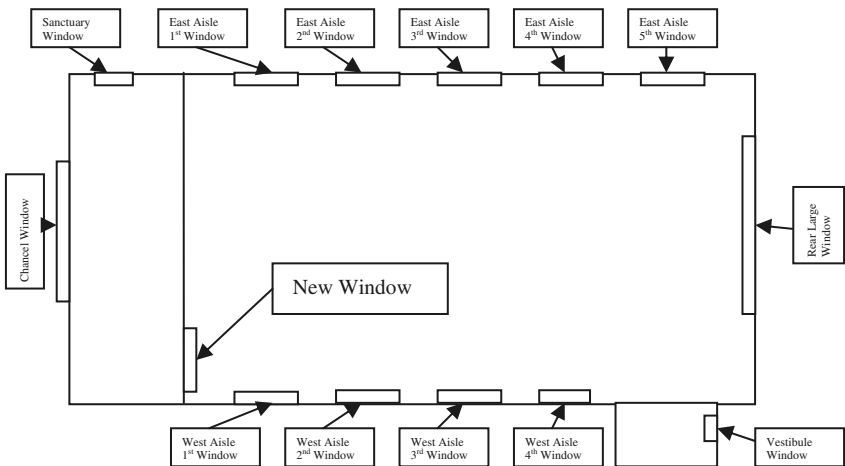 Sanctuary
Window
East Aisle
1st Window
East Aisle
2nd Window
East Aisle
3rd Window
East Aisle
4th Window
East Aisle
5th Window
Chancel Window
Rear Large
Window
New Window
West Aisle
1st Window
West Aisle
2nd Window
West Aisle
3rd Window
West Aisle
4th Window
Vestibule
Window